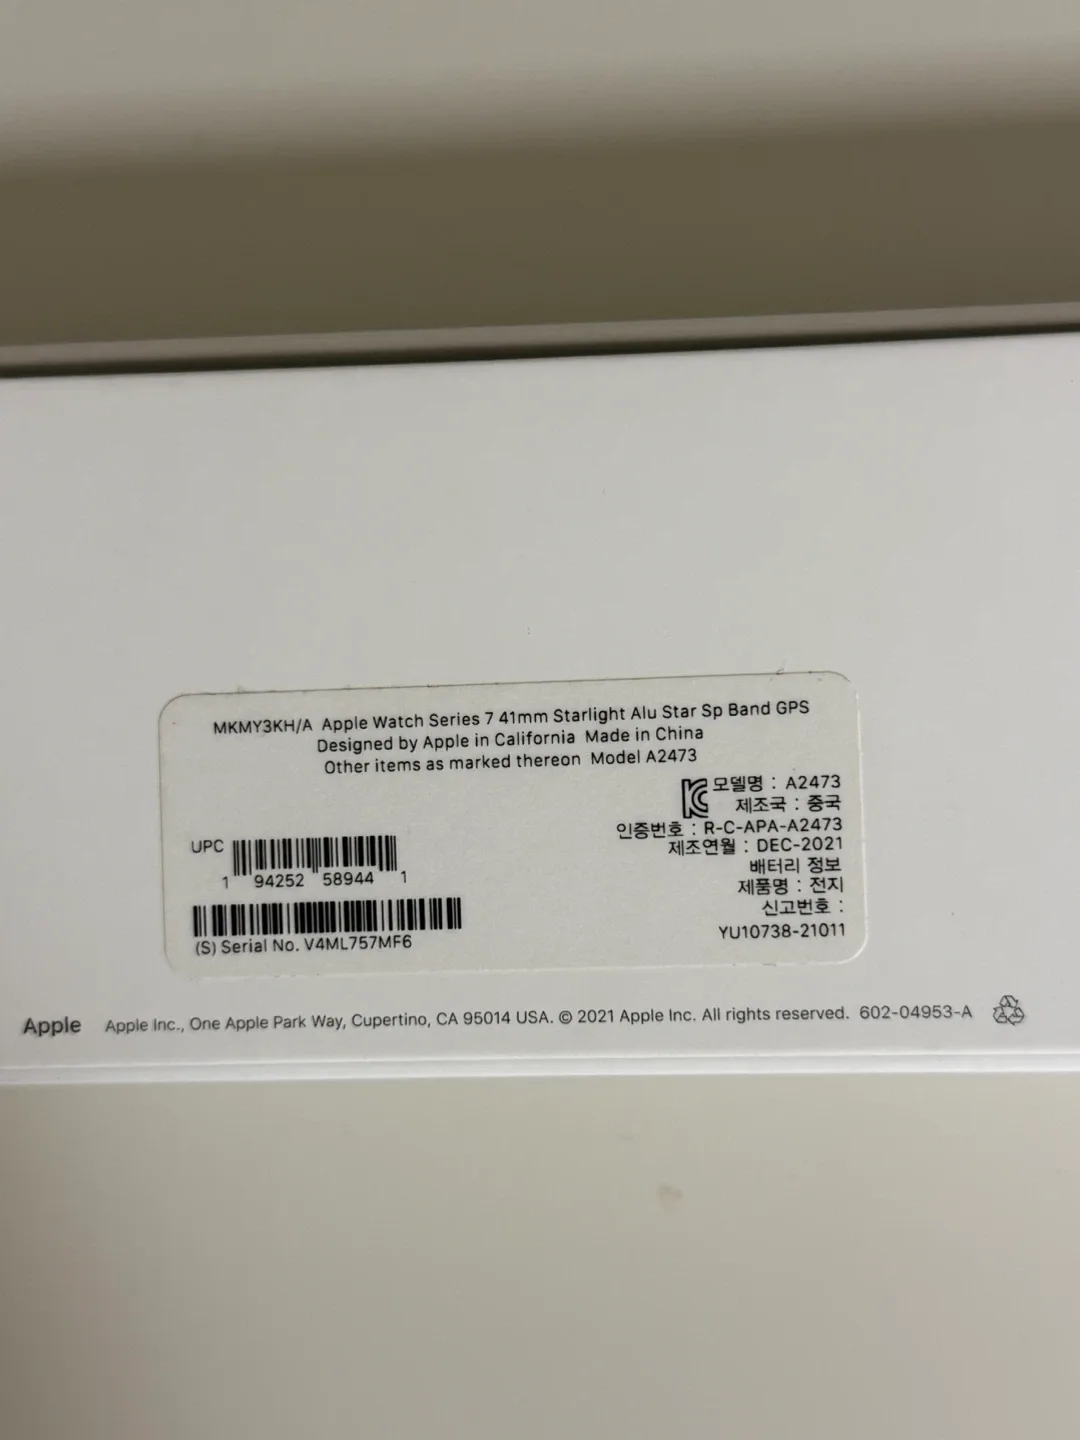 MKMY3KH/A Apple Watch Series 7 41mm Starlight Alu Star Sp Band GPS
Designed by Apple in California Made in China
Other items as marked thereon Model A2473
모델명 : A2473
제조국 : 중국
인증번호 : R-C-APA-A2473
제조연월 : DEC-2021
배터리 정보
제품명 : 전지
신고번호 :
YU10738-21011
UPC
1 94252 58944 1
(S) Serial No. V4ML757MF6
Apple Apple Inc., One Apple Park Way, Cupertino, CA 95014 USA. © 2021 Apple Inc. All rights reserved. 602-04953-A